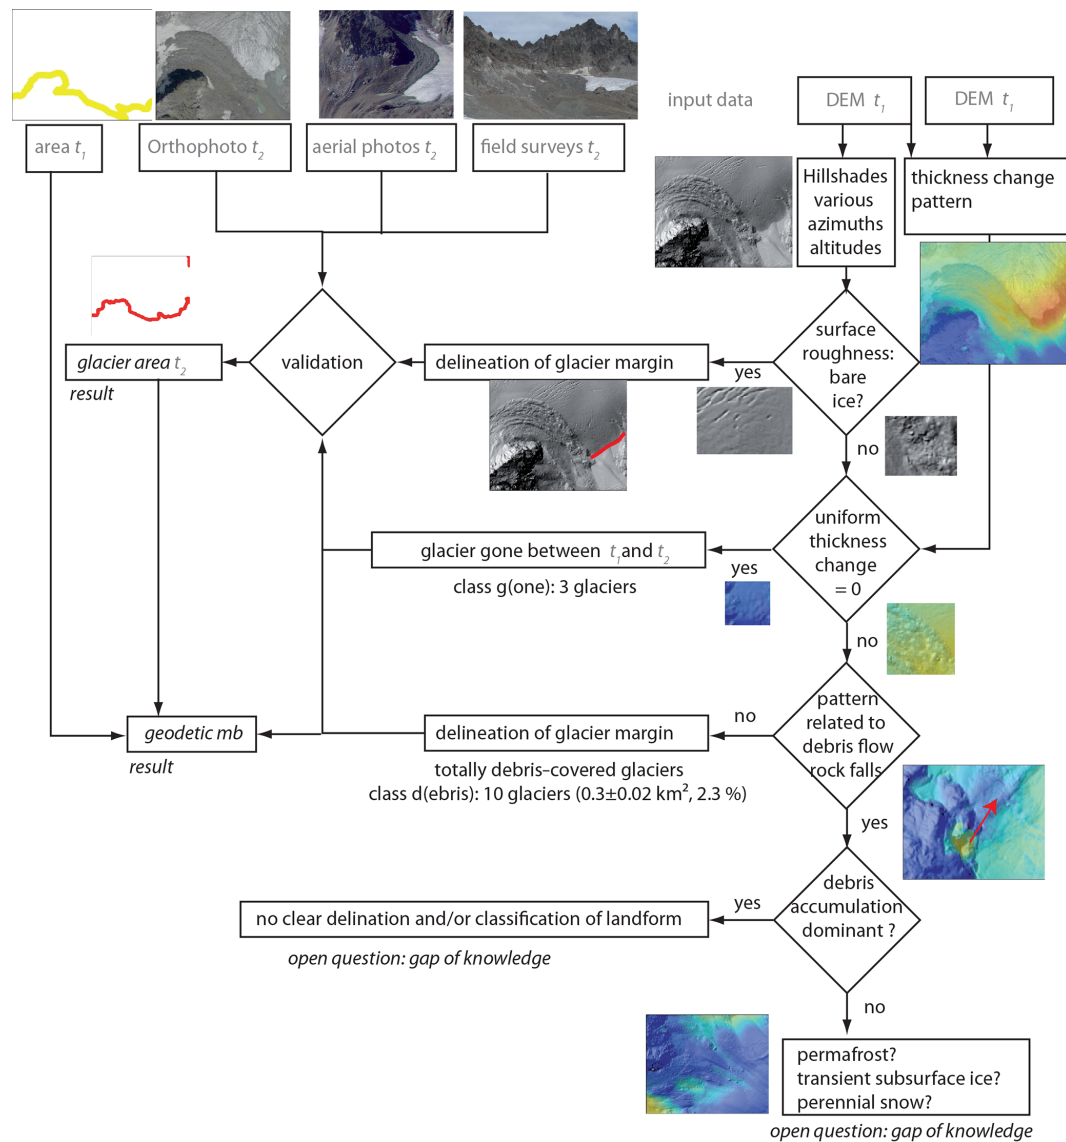 input data
DEM t1
DEM t1
area t1
Orthophoto t2
aerial photos t2
field surveys t2
Hillshades
various
azimuths
altitudes
thickness change
pattern
surface
roughness:
bare
ice?
yes
no
delineation of glacier margin
validation
glacier area t2
result
uniform
thickness
change
= 0
yes
no
glacier gone between t1 and t2
class g(one): 3 glaciers
pattern
related to
debris flow
rock falls
no
yes
delineation of glacier margin
totally debris–covered glaciers
class d(ebris): 10 glaciers (0.3±0.02 km², 2.3 %)
geodetic mb
result
debris
accumulation
dominant ?
yes
no
no clear delination and/or classification of landform
open question: gap of knowledge
permafrost?
transient subsurface ice?
perennial snow?
open question: gap of knowledge